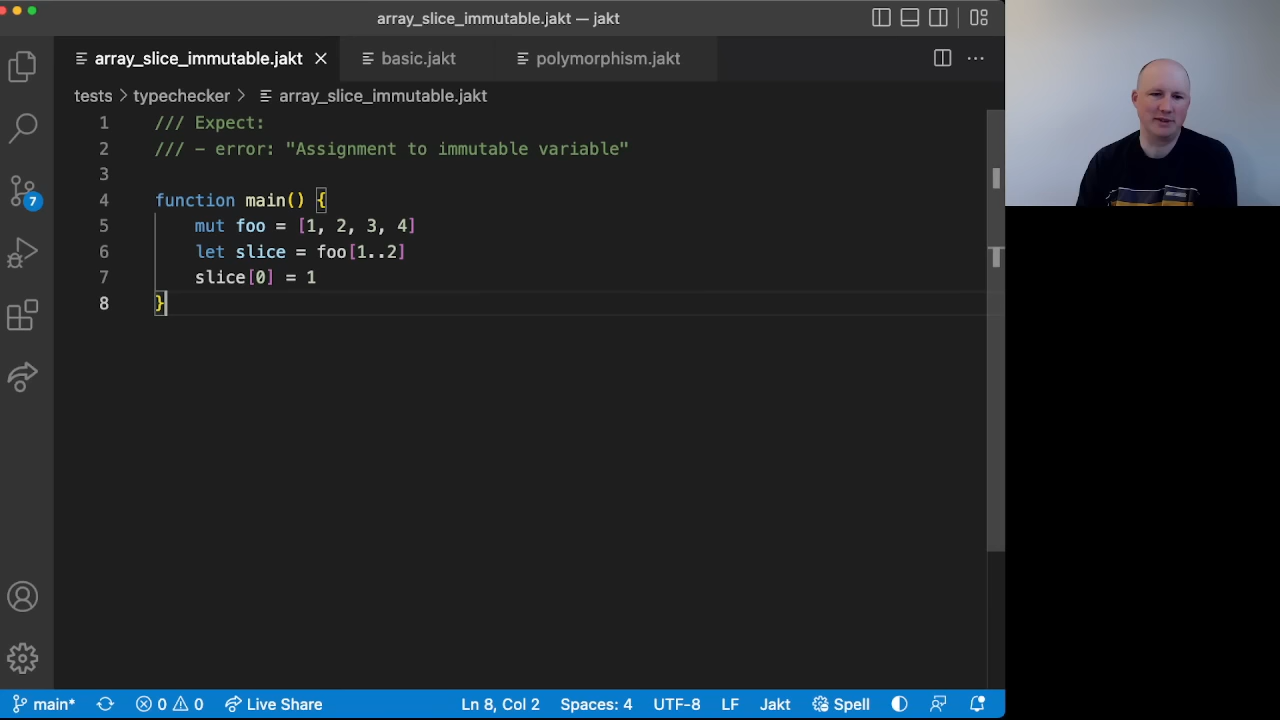 array_slice_immutable.jakt — jakt
array_slice_immutable.jakt
basic.jakt
polymorphism.jakt
tests > typechecker > array_slice_immutable.jakt
1 /// Expect:
2 /// - error: "Assignment to immutable variable"
3
4 function main() {
5 mut foo = [1, 2, 3, 4]
6 let slice = foo[1..2]
7 slice[0] = 1
8 }
7
main* 0 0 Live Share Ln 8, Col 2 Spaces: 4 UTF-8 LF Jakt Spell